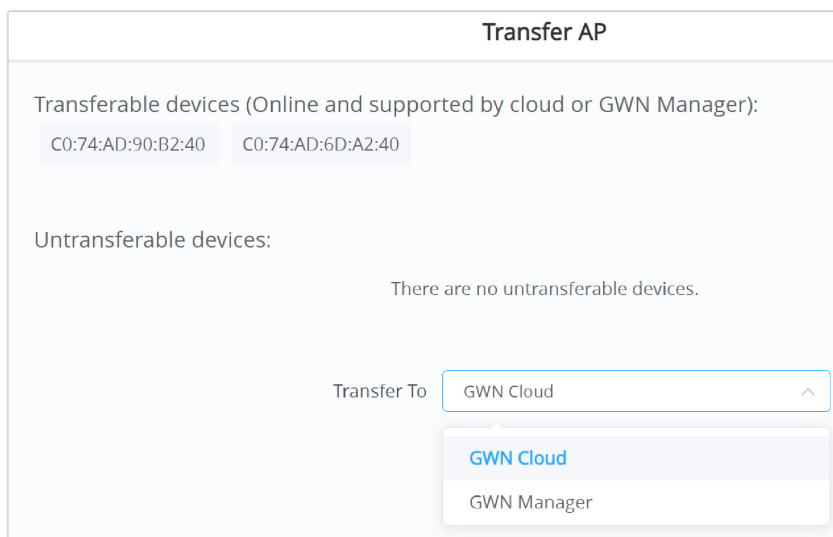 Transfer AP
Transferable devices (Online and supported by cloud or GWN Manager):
C0:74:AD:90:B2:40 C0:74:AD:6D:A2:40
Untransferable devices:
There are no untransferable devices.
Transfer To GWN Cloud
GWN Cloud
GWN Manager